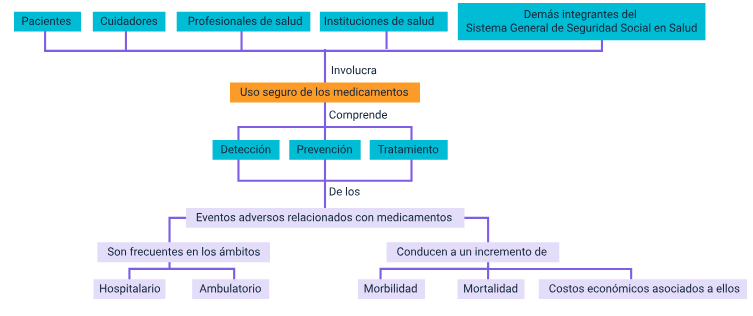 Pacientes
Cuidadores
Profesionales de salud
Instituciones de salud
Demás integrantes del
Sistema General de Seguridad Social en Salud
Involucra
Uso seguro de los medicamentos
Comprende
Detección
Prevención
Tratamiento
De los
Eventos adversos relacionados con medicamentos
Son frecuentes en los ámbitos
Conducen a un incremento de
Hospitalario
Ambulatorio
Morbilidad
Mortalidad
Costos económicos asociados a ellos